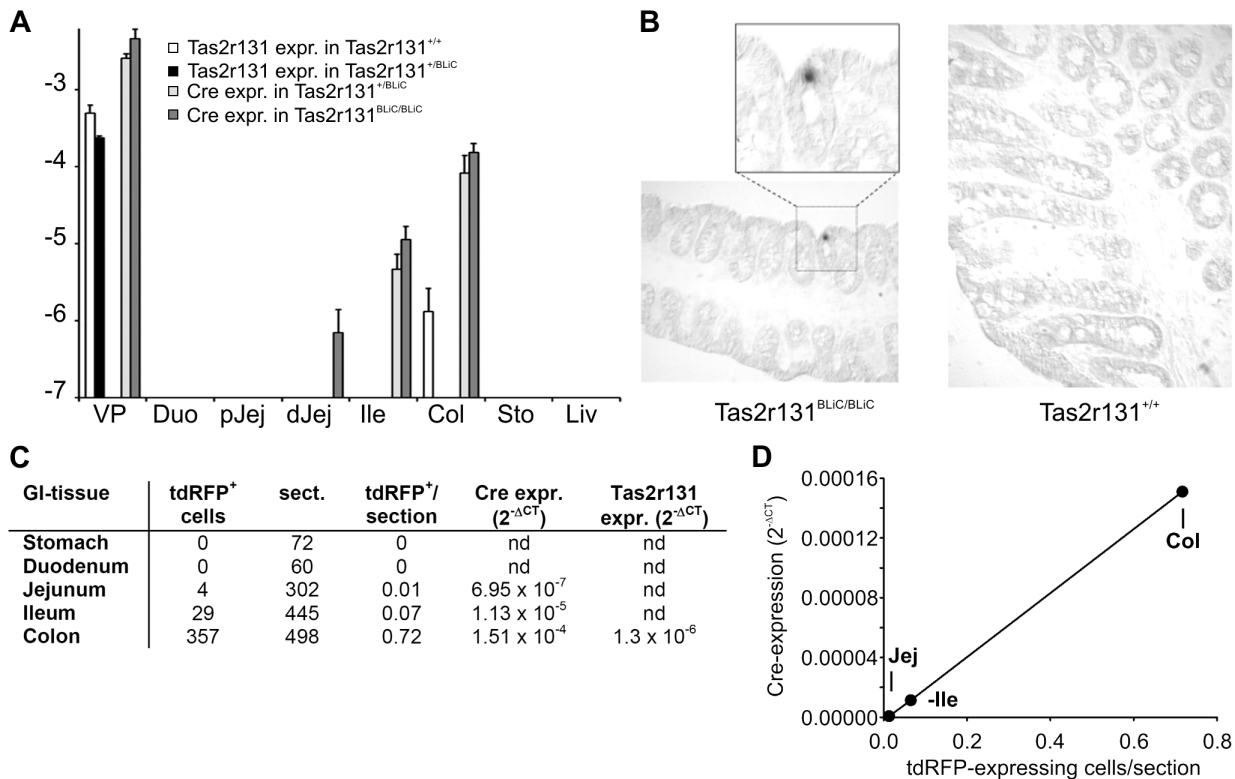 A
-3
-4
-5
-6
-7
Tas2r131 expr. in Tas2r131+/+
Tas2r131 expr. in Tas2r131+/BLiC
Cre expr. in Tas2r131+/BLiC
Cre expr. in Tas2r131BLiC/BLiC
VP Duo pJej dJej Ile Col Sto Liv
B
Tas2r131BLiC/BLiC
Tas2r131+/+
C
GI-tissue tdRFP+ cells sect. tdRFP+/ section Cre expr. (2-ΔCT) Tas2r131 expr. (2-ΔCT)
Stomach 0 72 0 nd nd
Duodenum 0 60 0 nd nd
Jejunum 4 302 0.01 6.95 x 10-7 nd
Ileum 29 445 0.07 1.13 x 10-5 nd
Colon 357 498 0.72 1.51 x 10-4 1.3 x 10-6
D
Cre-expression (2-ΔCT)
0.00016
0.00012
0.00008
0.00004
0.00000
Col
Jej
-Ile
0.0 0.2 0.4 0.6 0.8
tdRFP-expressing cells/section